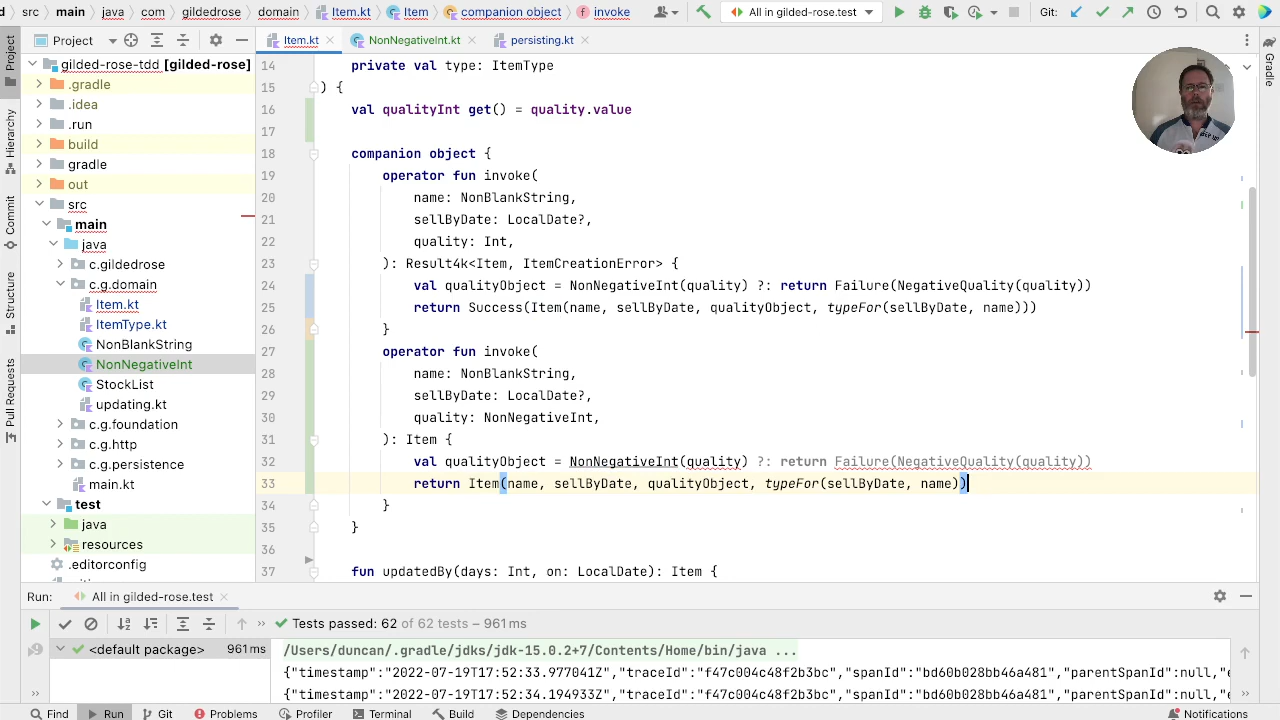 src main java com gildedrose domain Item.kt Item companion object invoke All in gilded-rose.test Git:
Project Item.kt NonNegativeInt.kt persisting.kt
gilded-rose-tdd [gilded-rose]
.gradle
.idea
.run
build
gradle
out
src
main
java
c.gildedrose
c.g.domain
Item.kt
ItemType.kt
NonBlankString
NonNegativeInt
StockList
updating.kt
c.g.foundation
c.g.http
c.g.persistence
main.kt
test
java
resources
.editorconfig
Project
Hierarchy
Commit
Structure
Pull Requests
Gradle
14 private val type: ItemType
15 ) {
16 val qualityInt get() = quality.value
17
18 companion object {
19 operator fun invoke(
20 name: NonBlankString,
21 sellByDate: LocalDate?,
22 quality: Int,
23 ): Result4k<Item, ItemCreationError> {
24 val qualityObject = NonNegativeInt(quality) ?: return Failure(NegativeQuality(quality))
25 return Success(Item(name, sellByDate, qualityObject, typeFor(sellByDate, name)))
26 }
27 operator fun invoke(
28 name: NonBlankString,
29 sellByDate: LocalDate?,
30 quality: NonNegativeInt,
31 ): Item {
32 val qualityObject = NonNegativeInt(quality) ?: return Failure(NegativeQuality(quality))
33 return Item(name, sellByDate, qualityObject, typeFor(sellByDate, name))
34 }
35 }
36
37 fun updatedBy(days: Int, on: LocalDate): Item {
Run: All in gilded-rose.test
Tests passed: 62 of 62 tests – 961 ms
<default package> 961 ms
/Users/duncan/.gradle/jdks/jdk-15.0.2+7/Contents/Home/bin/java ...
{"timestamp":"2022-07-19T17:52:33.977041Z","traceId":"f47c004c48f2b3bc","spanId":"bd60b028bb46a481","parentSpanId":null,"
{"timestamp":"2022-07-19T17:52:34.194933Z","traceId":"f47c004c48f2b3bc","spanId":"bd60b028bb46a481","parentSpanId":null,"
Find Run Git Problems Profiler Terminal Build Dependencies Notifications